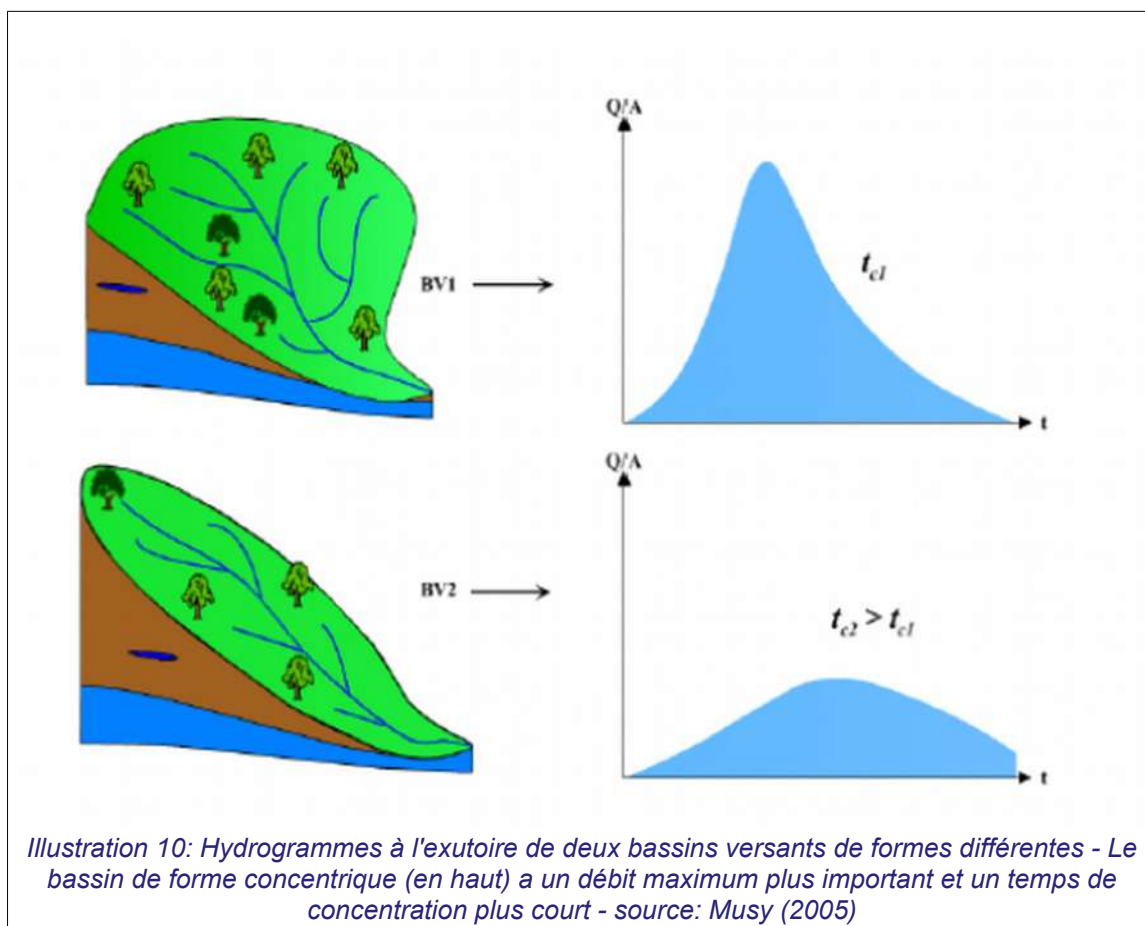 Q/A
BV1
t_c1
t
Q/A
BV2
t_c2 > t_c1
t
Illustration 10: Hydrogrammes à l'exutoire de deux bassins versants de formes différentes - Le
bassin de forme concentrique (en haut) a un débit maximum plus important et un temps de
concentration plus court - source: Musy (2005)